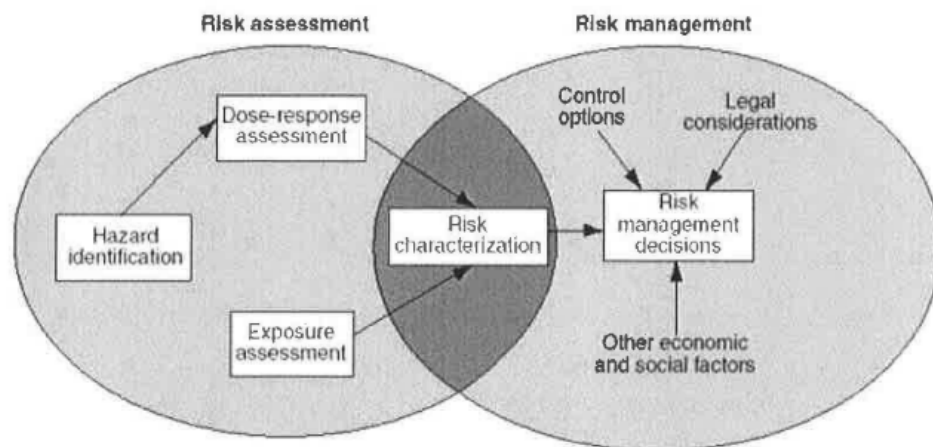 Risk assessment
Risk management
Dose-response
assessment
Control
options
Legal
considerations
Hazard
identification
Risk
characterization
Risk
management
decisions
Exposure
assessment
Other economic
and social factors